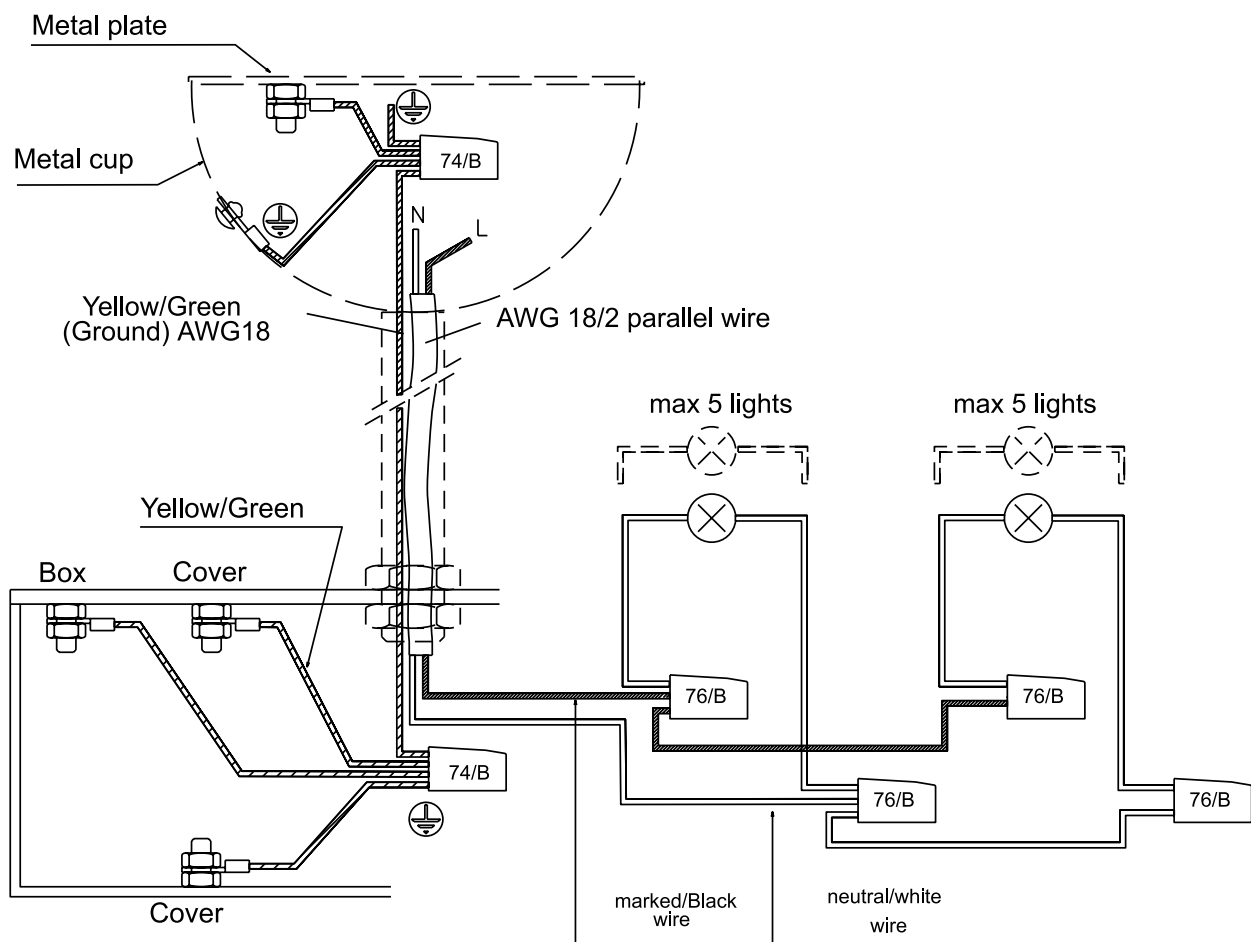 Metal plate
Metal cup
74/B
N
L
Yellow/Green
(Ground) AWG18
AWG 18/2 parallel wire
max 5 lights
max 5 lights
Yellow/Green
Box
Cover
76/B
76/B
74/B
76/B
76/B
Cover
marked/Black
wire
neutral/white
wire